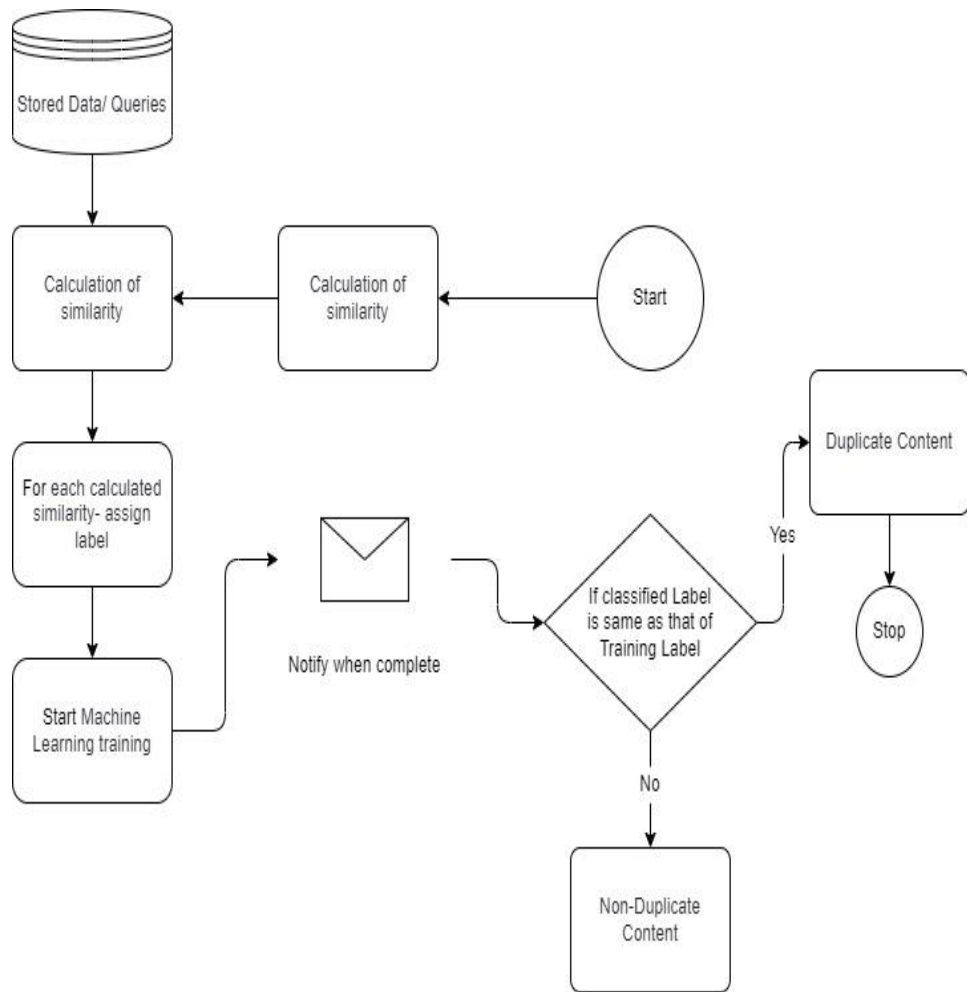 Stored Data/ Queries
Calculation of
similarity
Calculation of
similarity
Start
For each calculated
similarity- assign
label
Start Machine
Learning training
Notify when complete
If classified Label
is same as that of
Training Label
Yes
Duplicate Content
Stop
No
Non-Duplicate
Content